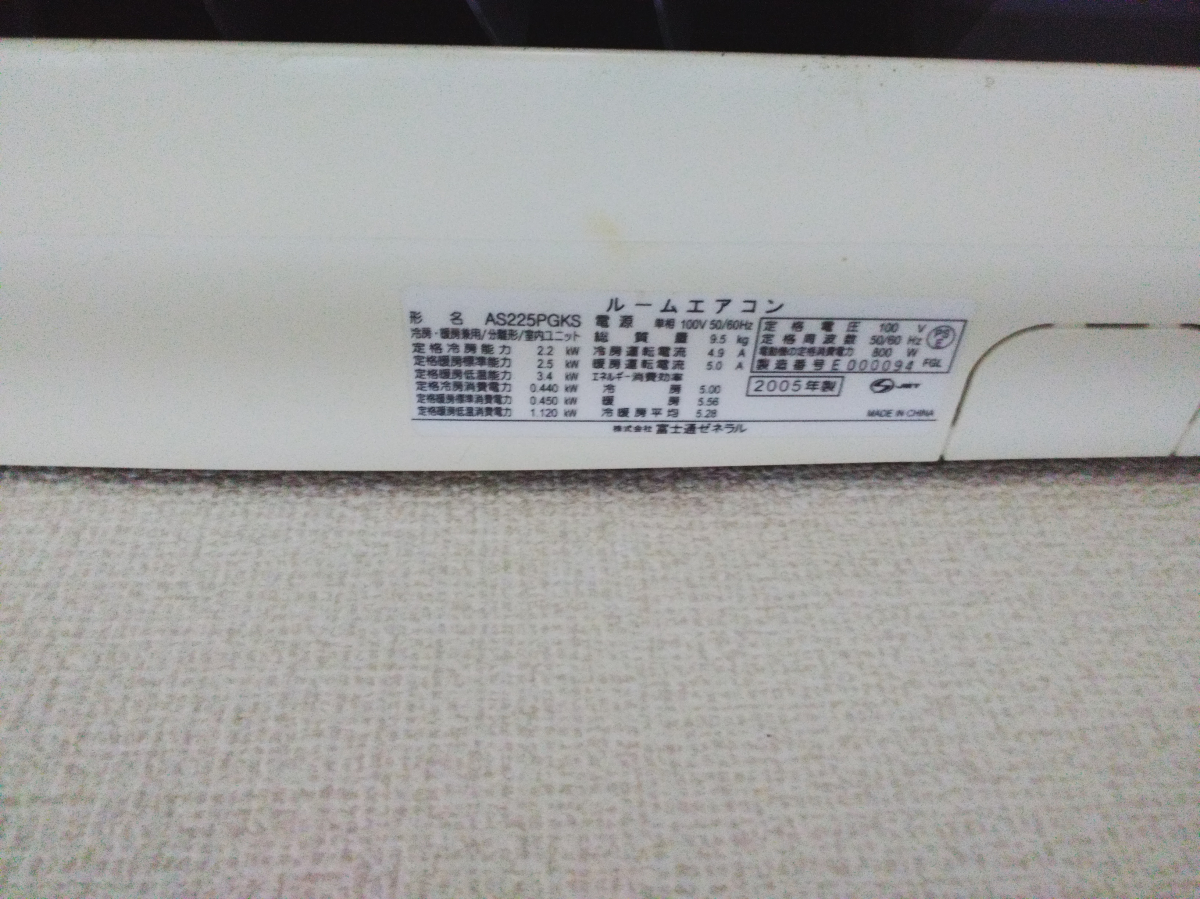 ルームエアコン
形名 AS225PGKS 電源 単相 100V 50/60Hz
冷房・暖房兼用/分離形/室内ユニット
定格冷房能力 2.2 kW
定格暖房標準能力 2.5 kW
定格暖房低温能力 3.4 kW
定格冷房消費電力 0.440 kW
定格暖房標準消費電力 0.450 kW
定格暖房低温消費電力 1.120 kW
総質量 9.5 kg
冷房運転電流 4.9 A
暖房運転電流 5.0 A
エネルギー消費効率
冷房 5.00
暖房 5.56
冷暖房平均 5.28
定格電圧 100 V
定格周波数 50/60 Hz
電動機の定格消費電力 800 W
製造番号 E 000094 FGL
PS E
2005年製 JET
MADE IN CHINA
株式会社 富士通ゼネラル